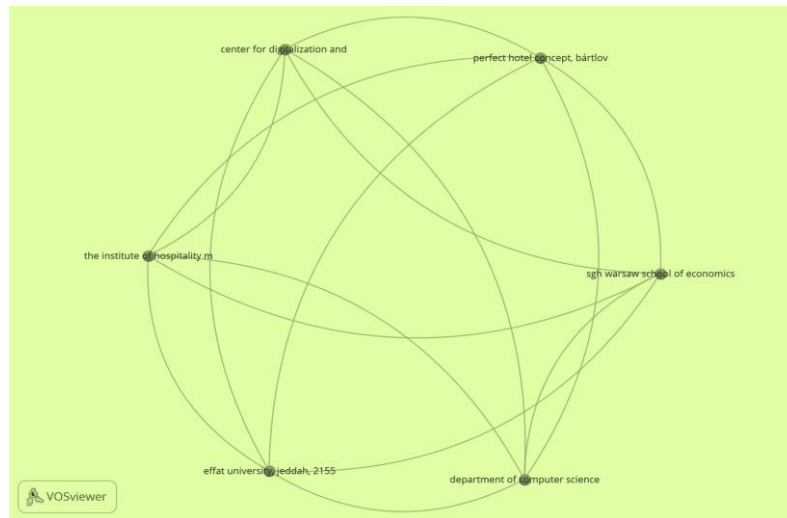 center for digitalization and
perfect hotel concept, bártlov
the institute of hospitality m
sgh warsaw school of economics
effat university, jeddah, 2155
department of computer science
VOSviewer